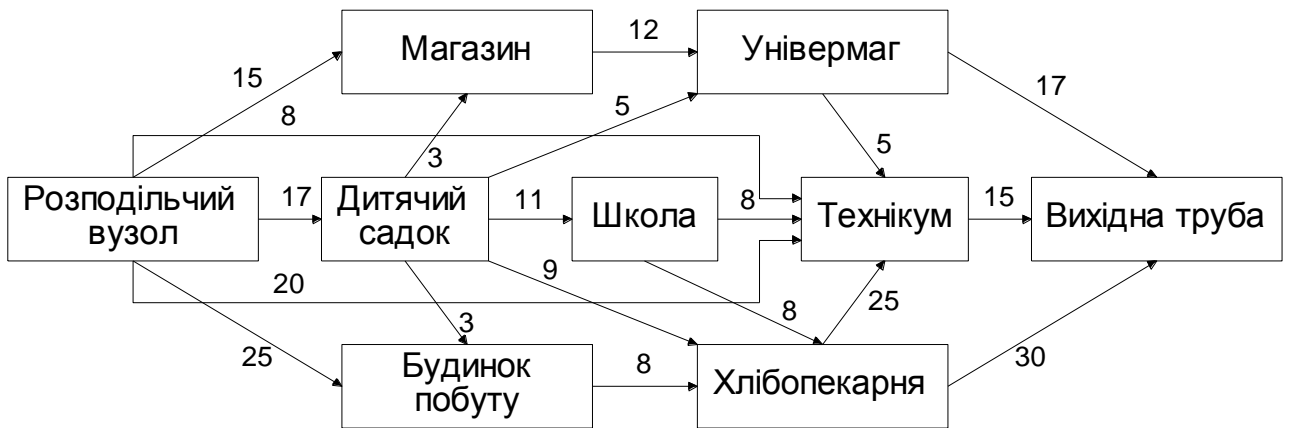 Магазин
12
Універмаг
15
8
5
17
3
5
Розподільчий
вузол
17
Дитячий
садок
11
Школа
8
Технікум
15
Вихідна труба
20
9
8
25
3
25
Будинок
побуту
8
Хлібопекарня
30